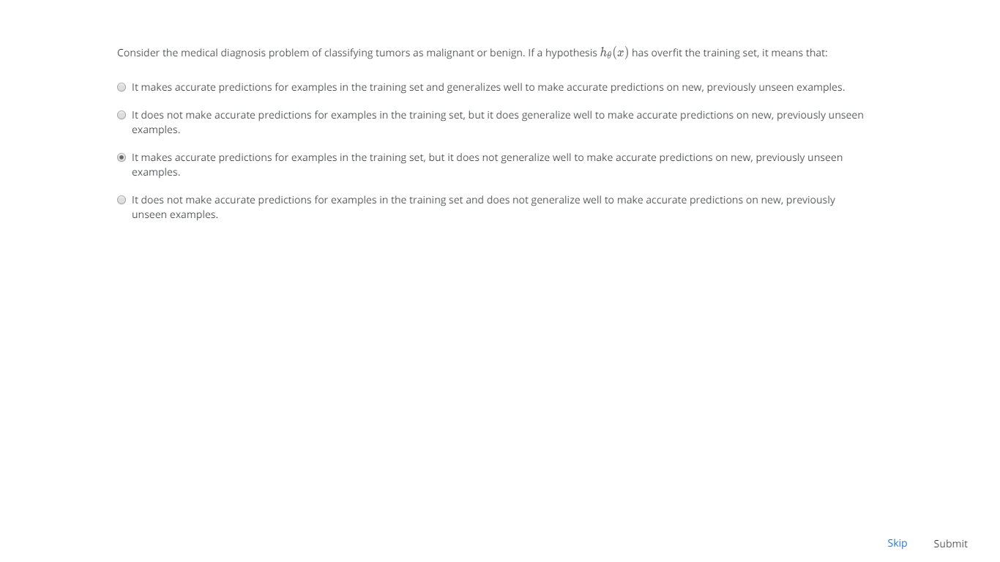 Consider the medical diagnosis problem of classifying tumors as malignant or benign. If a hypothesis hθ(x) has overfit the training set, it means that:
It makes accurate predictions for examples in the training set and generalizes well to make accurate predictions on new, previously unseen examples.
It does not make accurate predictions for examples in the training set, but it does generalize well to make accurate predictions on new, previously unseen
examples.
It makes accurate predictions for examples in the training set, but it does not generalize well to make accurate predictions on new, previously unseen
examples.
It does not make accurate predictions for examples in the training set and does not generalize well to make accurate predictions on new, previously
unseen examples.
Skip Submit